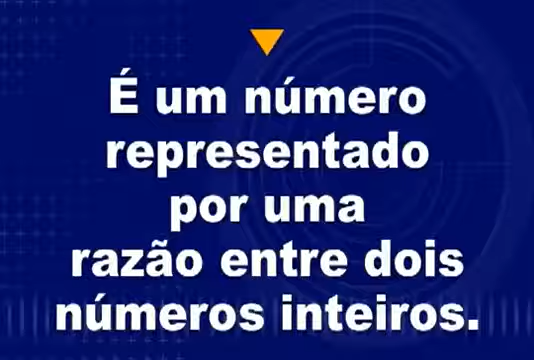 É um número
representado
por uma
razão entre dois
números inteiros.